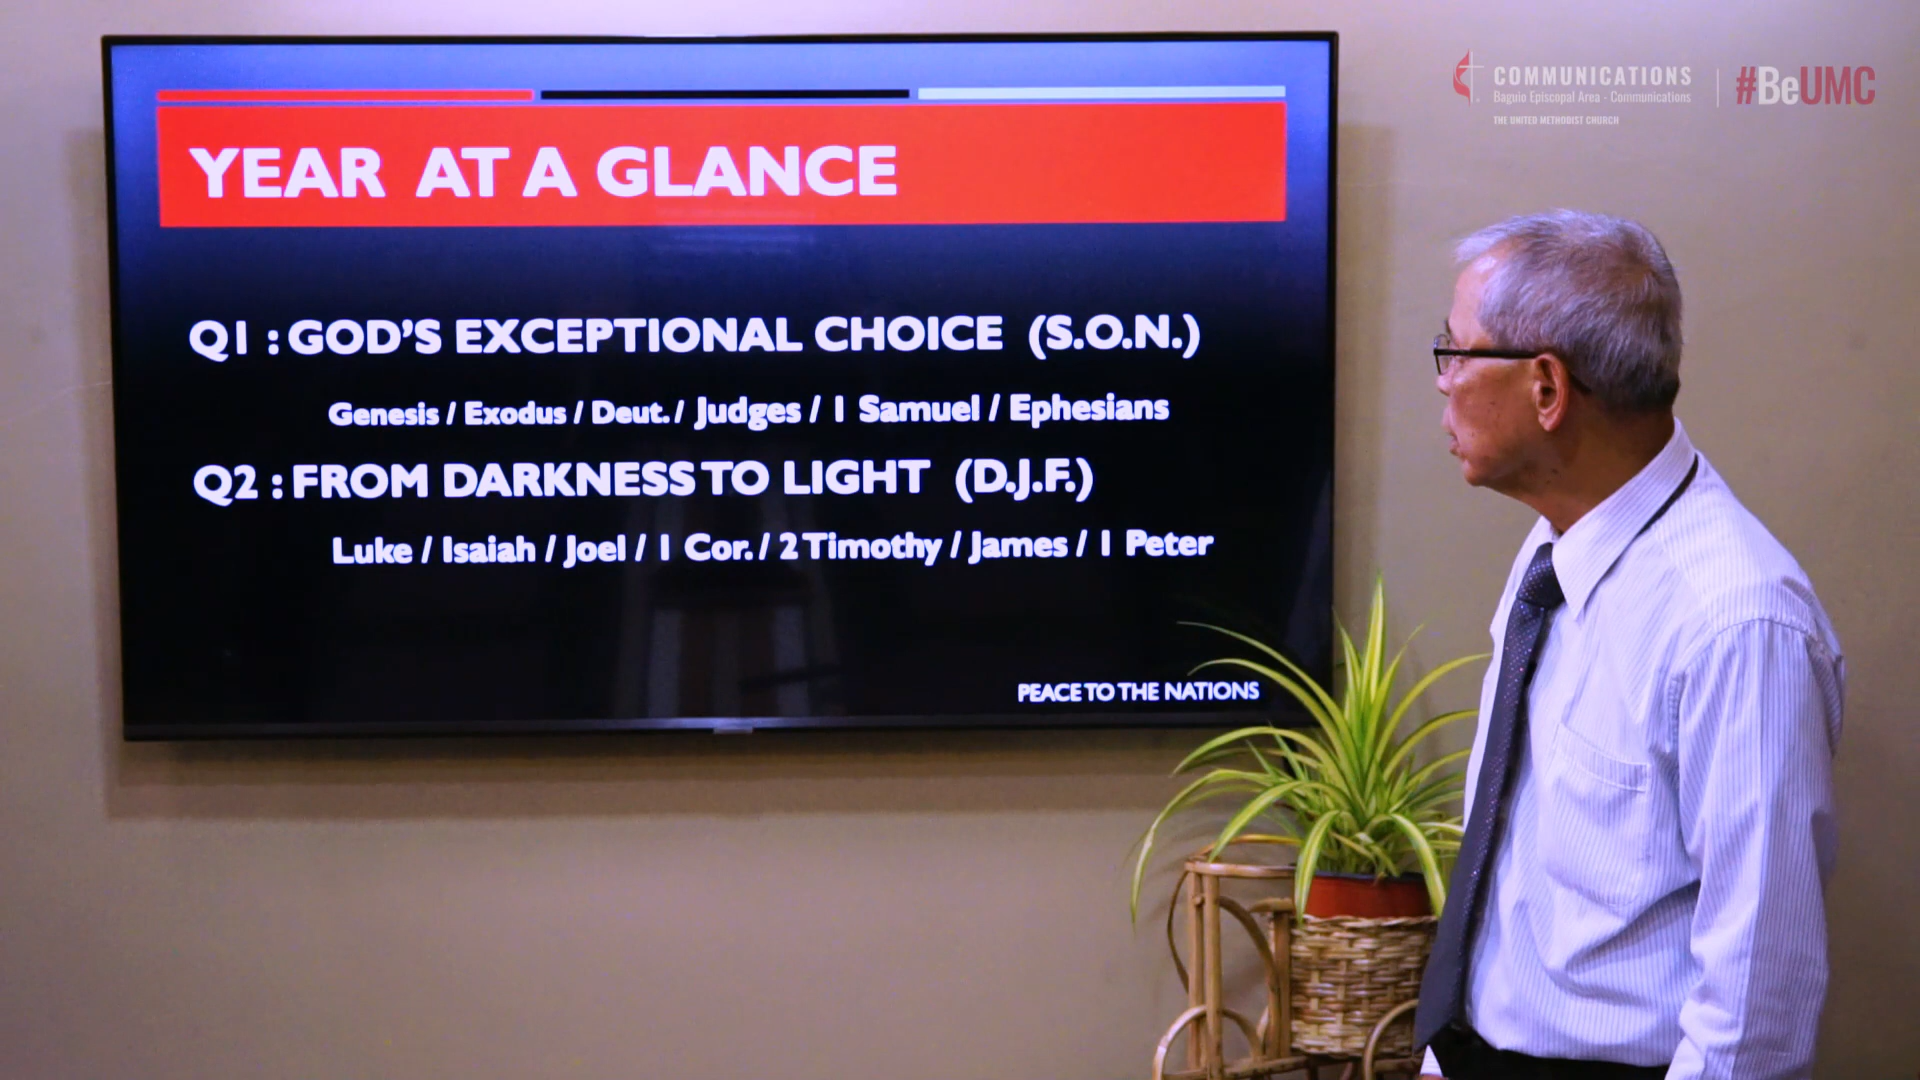 YEAR AT A GLANCE
Q1 : GOD'S EXCEPTIONAL CHOICE (S.O.N.)
Genesis / Exodus / Deut. / Judges / 1 Samuel / Ephesians
Q2 : FROM DARKNESS TO LIGHT (D.J.F.)
Luke / Isaiah / Joel / 1 Cor. / 2 Timothy / James / 1 Peter
PEACE TO THE NATIONS
COMMUNICATIONS
Baguio Episcopal Area - Communications
THE UNITED METHODIST CHURCH
#BeUMC